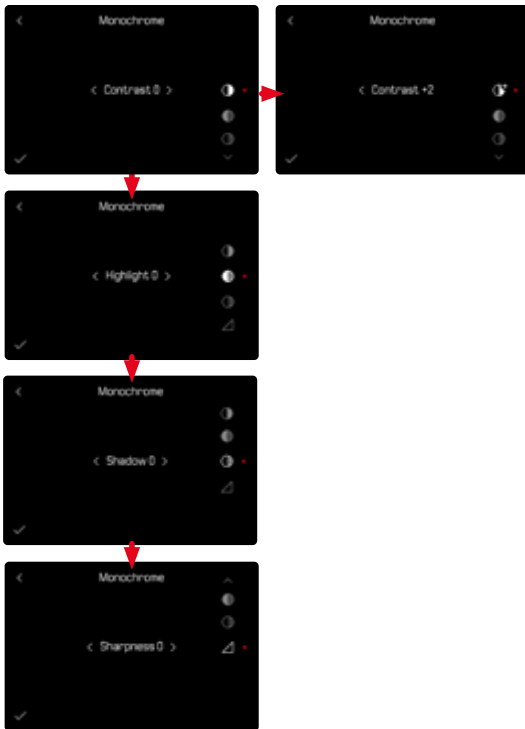 Monochrome
< Contrast 0 >
Monochrome
< Contrast +2
Monochrome
< Highlight 0 >
Monochrome
< Shadow 0 >
Monochrome
< Sharpness 0 >